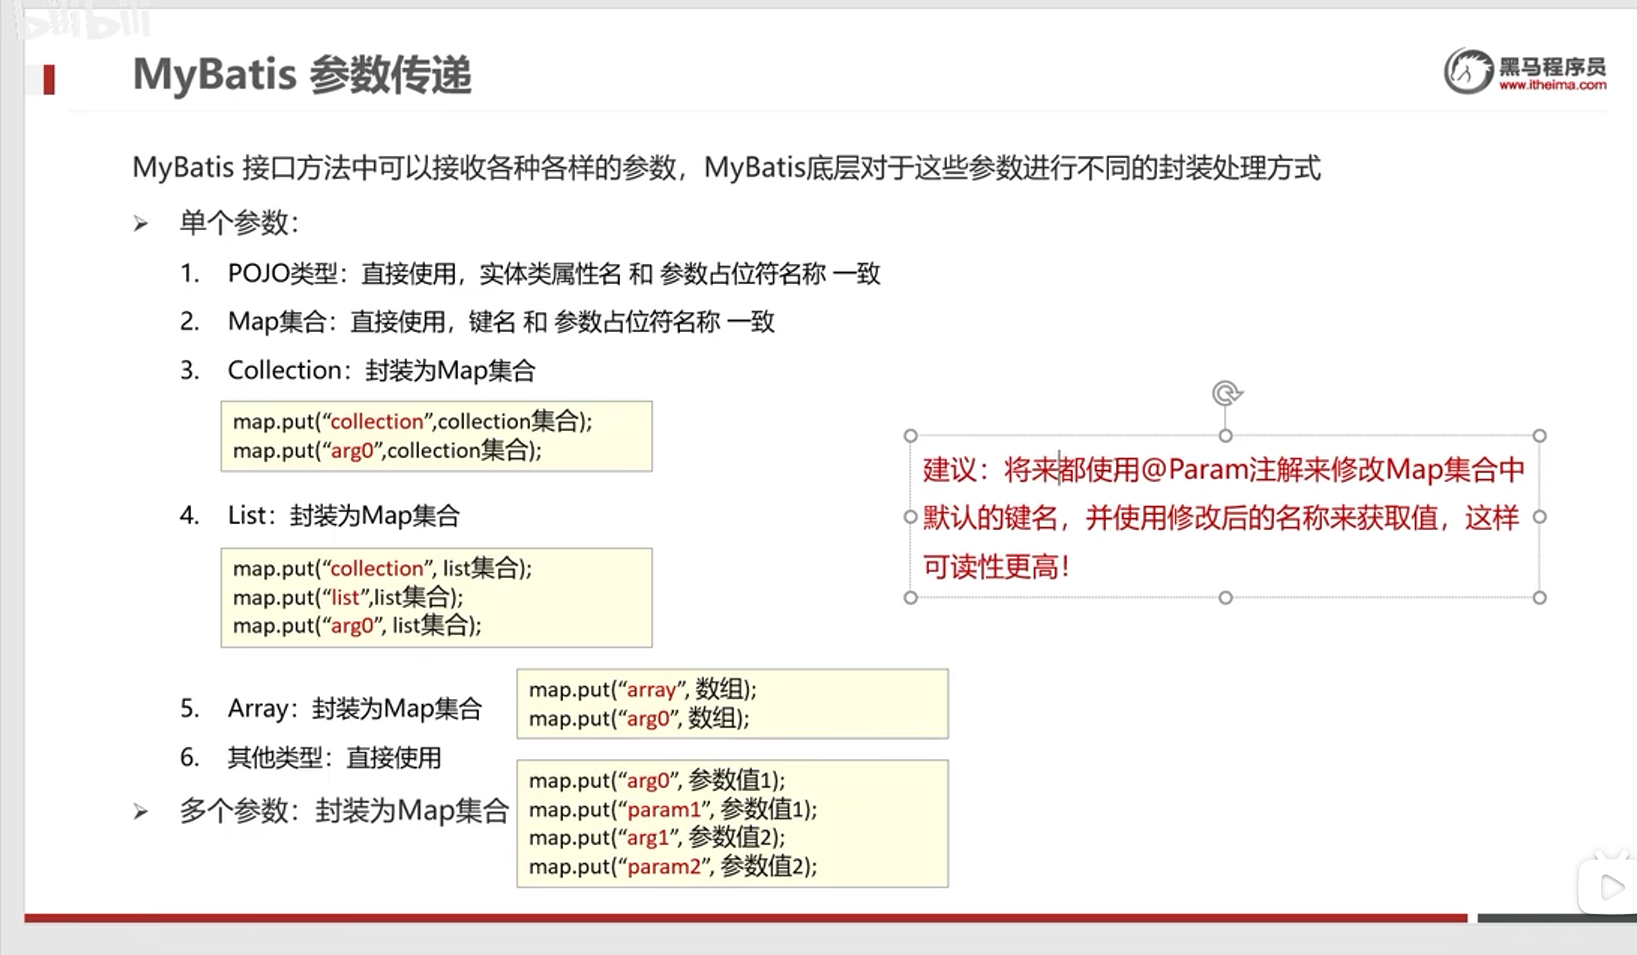 bilibili
MyBatis 参数传递
黑马程序员
www.itheima.com
MyBatis 接口方法中可以接收各种各样的参数，MyBatis底层对于这些参数进行不同的封装处理方式
➢ 单个参数：
1. POJO类型：直接使用，实体类属性名 和 参数占位符名称 一致
2. Map集合：直接使用，键名 和 参数占位符名称 一致
3. Collection：封装为Map集合
map.put(“collection”,collection集合);
map.put(“arg0”,collection集合);
4. List：封装为Map集合
map.put(“collection”, list集合);
map.put(“list”,list集合);
map.put(“arg0”, list集合);
5. Array：封装为Map集合
map.put(“array”, 数组);
map.put(“arg0”, 数组);
6. 其他类型：直接使用
➢ 多个参数：封装为Map集合
map.put(“arg0”, 参数值1);
map.put(“param1”, 参数值1);
map.put(“arg1”, 参数值2);
map.put(“param2”, 参数值2);
建议：将来都使用@Param注解来修改Map集合中
默认的键名，并使用修改后的名称来获取值，这样
可读性更高！